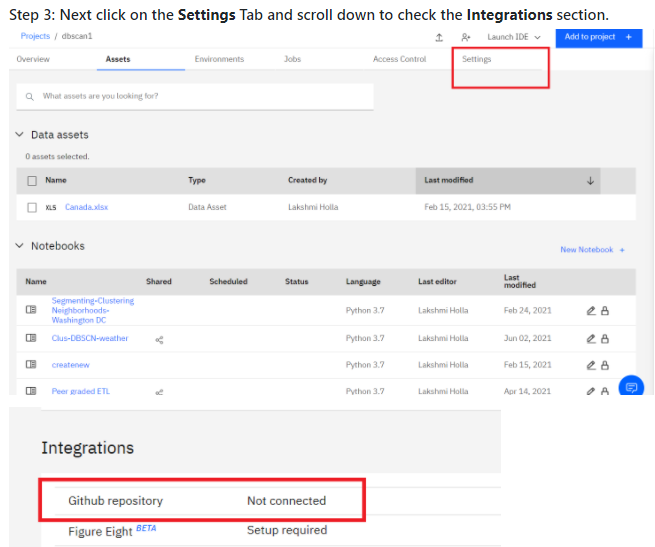 Step 3: Next click on the Settings Tab and scroll down to check the Integrations section.
Projects / dbscan1
Launch IDE
Add to project +
Overview Assets Environments Jobs Access Control Settings
What assets are you looking for?
Data assets
0 assets selected.
Name Type Created by Last modified
XLS Canada.xlsx Data Asset Lakshmi Holla Feb 15, 2021, 03:55 PM
Notebooks
New Notebook +
Name Shared Scheduled Status Language Last editor Last
modified
Segmenting-Clustering
Neighborhoods-
Washington DC
Python 3.7 Lakshmi Holla Feb 24, 2021
Clus-DBSCN-weather Python 3.7 Lakshmi Holla Jun 02, 2021
createnew Python 3.7 Lakshmi Holla Feb 15, 2021
Peer graded ETL Python 3.7 Lakshmi Holla Apr 14, 2021
Integrations
Github repository Not connected
Figure Eight BETA Setup required